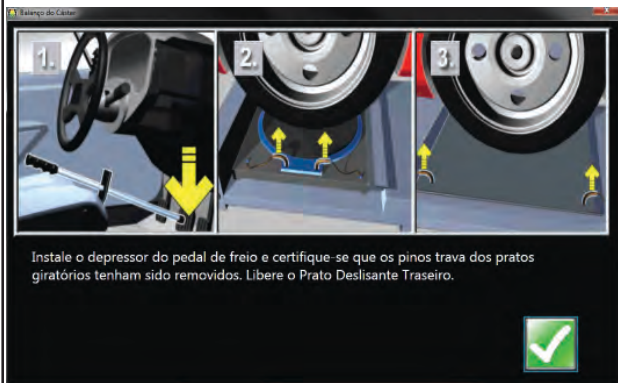 Balanço do Cáster
1. 2. 3.
Instale o depressor do pedal de freio e certifique-se que os pinos trava dos pratos
giratórios tenham sido removidos. Libere o Prato Deslisante Traseiro.